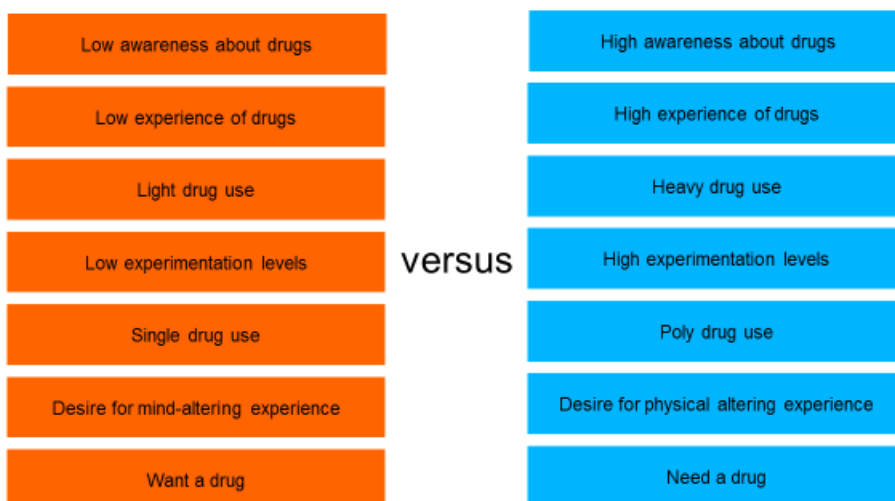 Low awareness about drugs
Low experience of drugs
Light drug use
Low experimentation levels
Single drug use
Desire for mind-altering experience
Want a drug
versus
High awareness about drugs
High experience of drugs
Heavy drug use
High experimentation levels
Poly drug use
Desire for physical altering experience
Need a drug